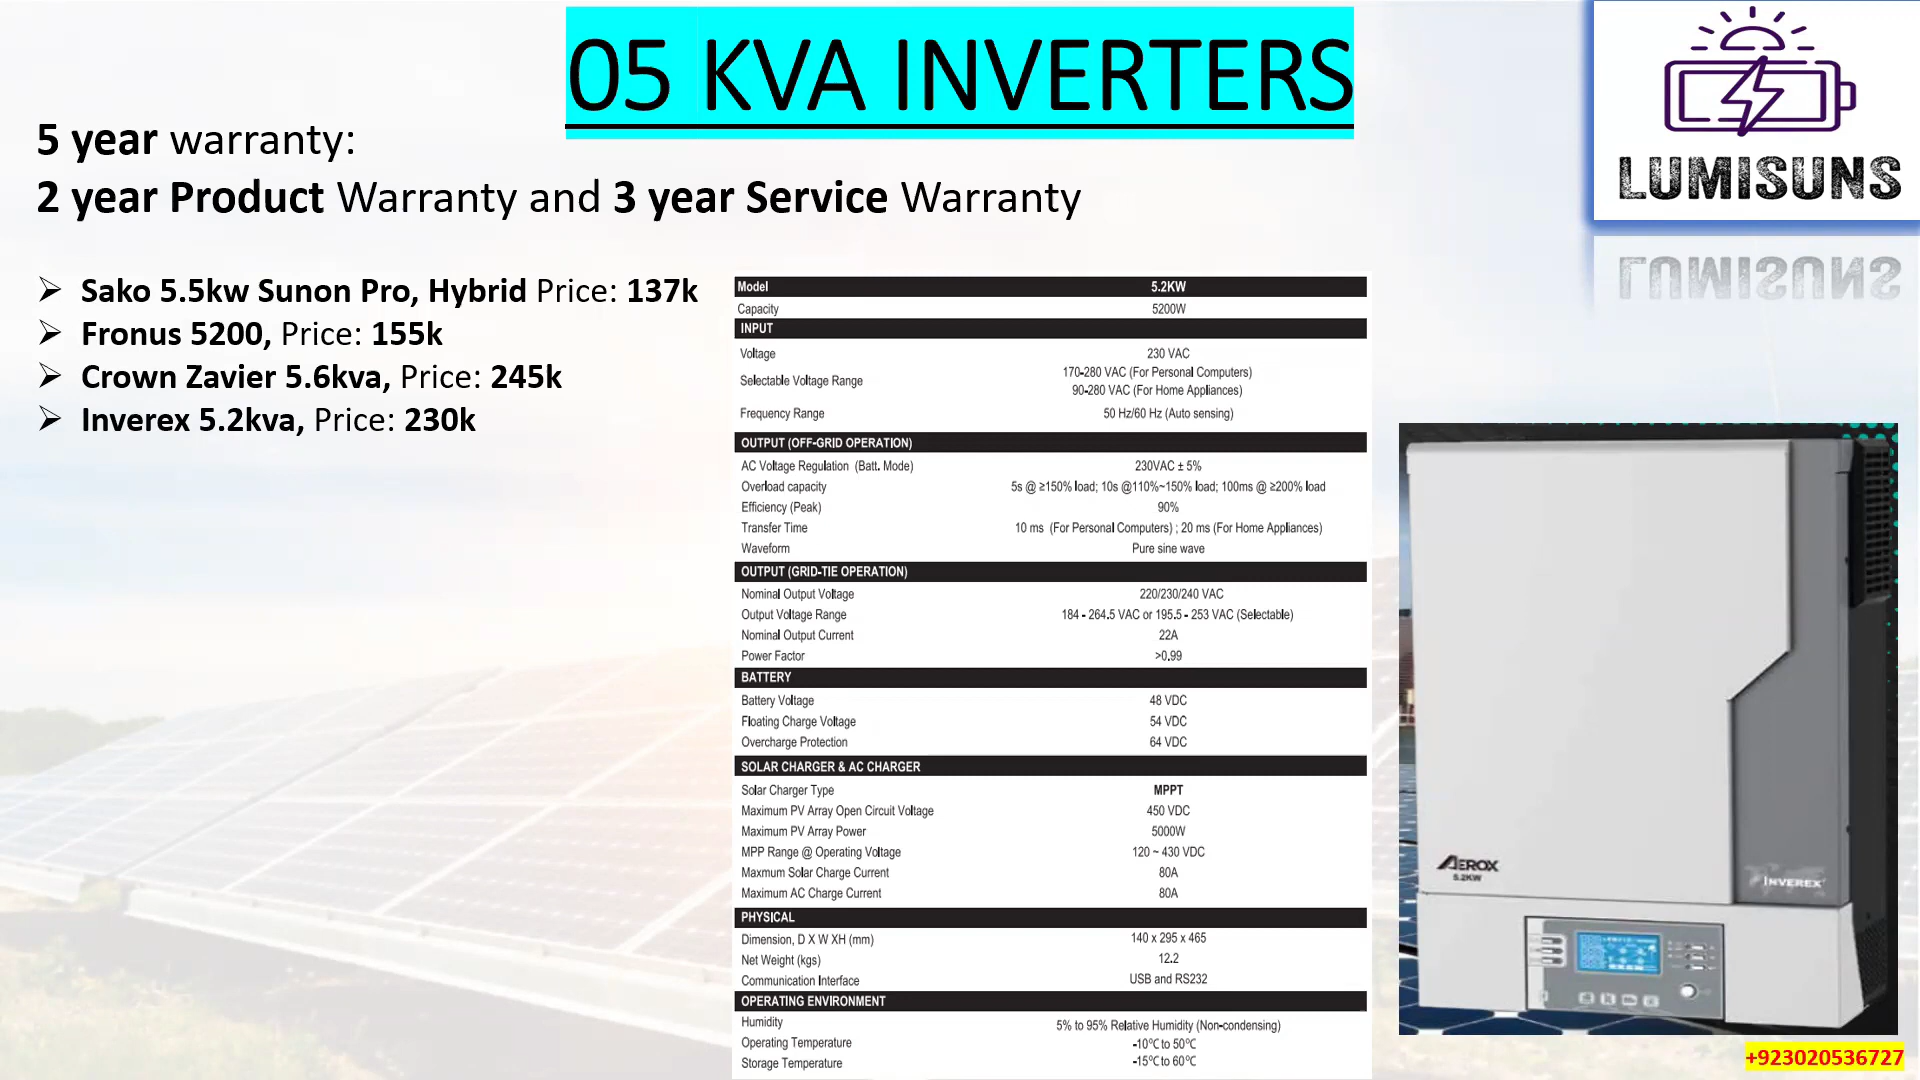 05 KVA INVERTERS
LUMISUNS
5 year warranty:
2 year Product Warranty and 3 year Service Warranty
➢ Sako 5.5kw Sunon Pro, Hybrid Price: 137k
➢ Fronus 5200, Price: 155k
➢ Crown Zavier 5.6kva, Price: 245k
➢ Inverex 5.2kva, Price: 230k
Model 5.2KW
Capacity 5200W
INPUT
Voltage 230 VAC
Selectable Voltage Range 170-280 VAC (For Personal Computers)
90-280 VAC (For Home Appliances)
Frequency Range 50 Hz/60 Hz (Auto sensing)
OUTPUT (OFF-GRID OPERATION)
AC Voltage Regulation (Batt. Mode) 230VAC ± 5%
Overload capacity 5s @ ≥150% load; 10s @110%~150% load; 100ms @ ≥200% load
Efficiency (Peak) 90%
Transfer Time 10 ms (For Personal Computers) ; 20 ms (For Home Appliances)
Waveform Pure sine wave
OUTPUT (GRID-TIE OPERATION)
Nominal Output Voltage 220/230/240 VAC
Output Voltage Range 184 - 264.5 VAC or 195.5 - 253 VAC (Selectable)
Nominal Output Current 22A
Power Factor >0.99
BATTERY
Battery Voltage 48 VDC
Floating Charge Voltage 54 VDC
Overcharge Protection 64 VDC
SOLAR CHARGER & AC CHARGER
Solar Charger Type MPPT
Maximum PV Array Open Circuit Voltage 450 VDC
Maximum PV Array Power 5000W
MPP Range @ Operating Voltage 120 ~ 430 VDC
Maxmum Solar Charge Current 80A
Maximum AC Charge Current 80A
PHYSICAL
Dimension, D X W XH (mm) 140 x 295 x 465
Net Weight (kgs) 12.2
Communication Interface USB and RS232
OPERATING ENVIRONMENT
Humidity 5% to 95% Relative Humidity (Non-condensing)
Operating Temperature -10℃ to 50℃
Storage Temperature -15℃ to 60℃
AEROX
5.2KW
INVEREX
+923020536727